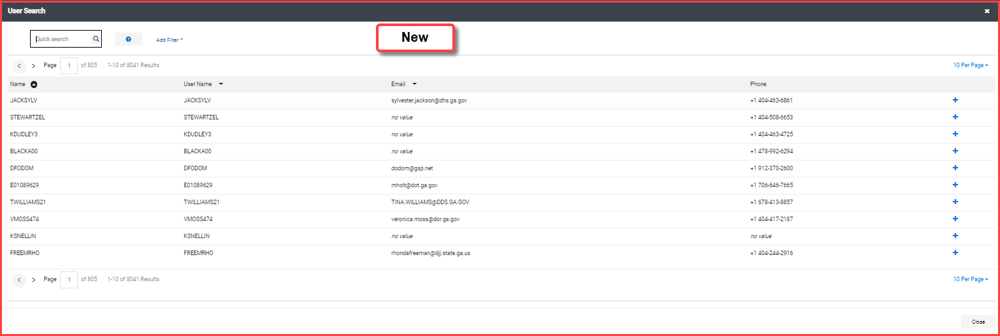 User Search
Quick search Add Filter New
Page 1 of 805 1-10 of 8041 Results 10 Per Page
Name User Name Email Phone
JACKSYLV JACKSYLV sylvester.jackson@dhs.ga.gov +1 404-463-6861
STEWARTZEL STEWARTZEL no value +1 404-508-6653
KDUDLEY3 KDUDLEY3 no value +1 404-463-4725
BLACKA00 BLACKA00 no value +1 478-992-6294
DFODOM DFODOM dodom@gsp.net +1 912-370-2600
E01089629 E01089629 mholt@dot.ga.gov +1 706-646-7665
TWILLIAMS21 TWILLIAMS21 TINA.WILLIAMS@DDS.GA.GOV +1 678-413-8857
VMOSS474 VMOSS474 veronica.moss@dor.ga.gov +1 404-417-2187
KSNELLIN KSNELLIN no value no value
FREEMRHO FREEMRHO rhondafreeman@djj.state.ga.us +1 404-244-2916
Page 1 of 805 1-10 of 8041 Results 10 Per Page
Close